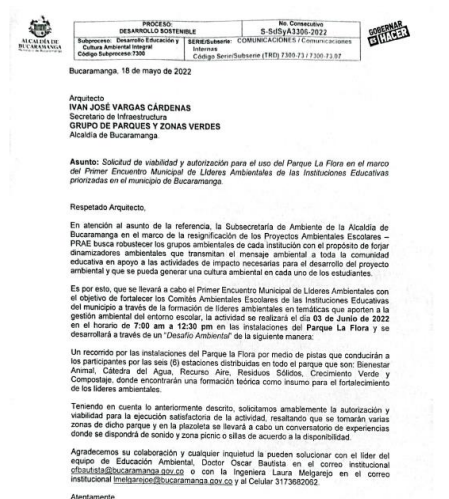 ALCALDÍA DE
BUCARAMANGA
PROCESO:
DESARROLLO SOSTENIBLE
No. Consecutivo
S-SdSyA3306-2022
Subproceso: Desarrollo Educación y
Cultura Ambiental Integral
Código Subproceso 7300
SERIE/Subserie: COMUNICACIONES / Comunicaciones
Internas
Código Serie/Subserie (TRD) 7300-73 / 7300-73.07
GOBERNAR
ES HACER
Bucaramanga, 18 de mayo de 2022
Arquitecto
IVAN JOSÉ VARGAS CÁRDENAS
Secretario de Infraestructura
GRUPO DE PARQUES Y ZONAS VERDES
Alcaldía de Bucaramanga
Asunto: Solicitud de viabilidad y autorización para el uso del Parque La Flora en el marco
del Primer Encuentro Municipal de Líderes Ambientales de las Instituciones Educativas
priorizadas en el municipio de Bucaramanga.
Respetado Arquitecto,
En atención al asunto de la referencia, la Subsecretaría de Ambiente de la Alcaldía de
Bucaramanga en el marco de la resignificación de los Proyectos Ambientales Escolares –
PRAE busca robustecer los grupos ambientales de cada institución con el propósito de forjar
dinamizadores ambientales que transmitan el mensaje ambiental a toda la comunidad
educativa en apoyo a las actividades de impacto necesarias para el desarrollo del proyecto
ambiental y que se pueda generar una cultura ambiental en cada uno de los estudiantes.
Es por esto, que se llevará a cabo el Primer Encuentro Municipal de Líderes Ambientales con
el objetivo de fortalecer los Comités Ambientales Escolares de las Instituciones Educativas
del municipio a través de la formación de líderes ambientales en temáticas que aporten a la
gestión ambiental del entorno escolar, la actividad se realizará el día 03 de Junio de 2022
en el horario de 7:00 am a 12:30 pm en las instalaciones del Parque La Flora y se
desarrollará a través de un "Desafío Ambiental" de la siguiente manera:
Un recorrido por las instalaciones del Parque la Flora por medio de pistas que conducirán a
los participantes por las seis (6) estaciones distribuidas en todo el parque que son: Bienestar
Animal, Cátedra del Agua, Recurso Aire, Residuos Sólidos, Crecimiento Verde y
Compostaje, donde encontrarán una formación teórica como insumo para el fortalecimiento
de los líderes ambientales.
Teniendo en cuenta lo anteriormente descrito, solicitamos amablemente la autorización y
viabilidad para la ejecución satisfactoria de la actividad, resaltando que se tomarán varias
zonas de dicho parque y en la plazoleta se llevará a cabo un conversatorio de experiencias
donde se dispondrá de sonido y zona picnic o sillas de acuerdo a la disponibilidad.
Agradecemos su colaboración y cualquier inquietud la pueden solucionar con el líder del
equipo de Educación Ambiental, Doctor Oscar Bautista en el correo institucional
ofbautista@bucaramanga.gov.co o con la Ingeniera Laura Melgarejo en el correo
institucional lmelgarejoe@bucaramanga.gov.co y al Celular 3173682062.
Atentamente